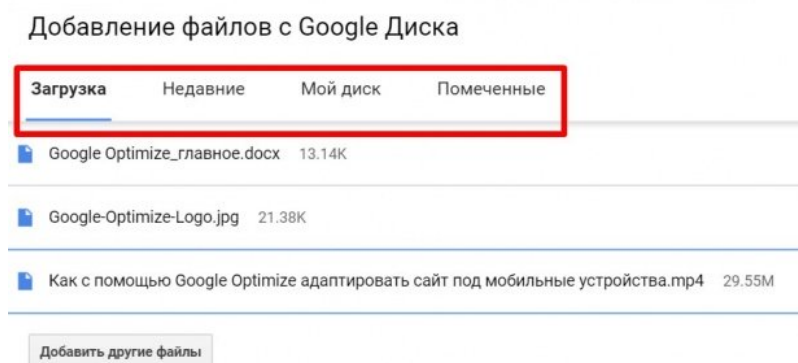 Добавление файлов с Google Диска
Загрузка Недавние Мой диск Помеченные
Google Optimize_главное.docx 13.14K
Google-Optimize-Logo.jpg 21.38K
Как с помощью Google Optimize адаптировать сайт под мобильные устройства.mp4 29.55M
Добавить другие файлы